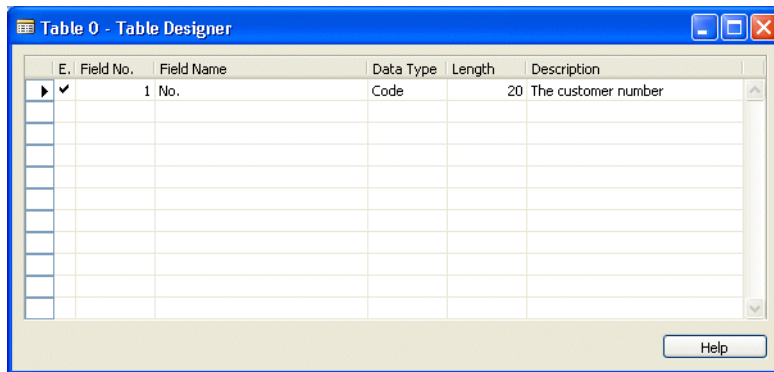 Table 0 - Table Designer
E. Field No. Field Name Data Type Length Description
1 No. Code 20 The customer number
Help